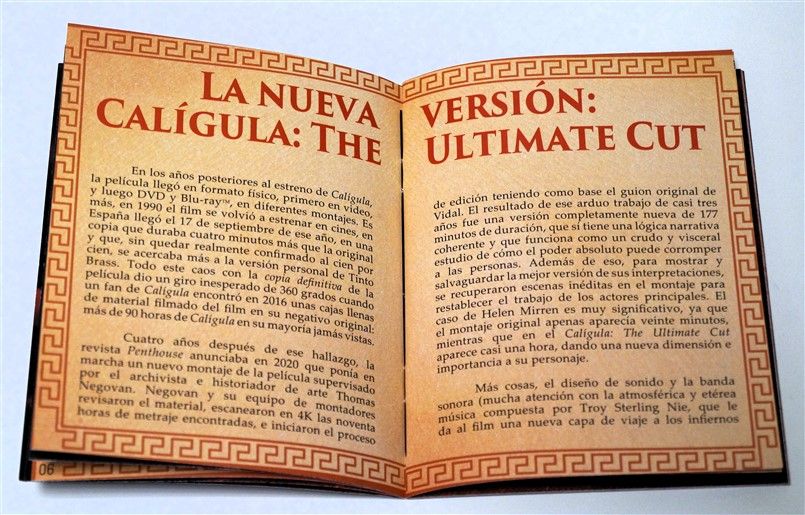 LA NUEVA
CALÍGULA: THE
En los años posteriores al estreno de Calígula,
la película llegó en formato físico, primero en video,
y luego DVD y Blu-ray™, en diferentes montajes. Es
más, en 1990 el film se volvió a estrenar en cines, en
España llegó el 17 de septiembre de ese año, en una
copia que duraba cuatro minutos más que la original
y que, sin quedar realmente confirmado al cien por
cien, se acercaba más a la versión personal de Tinto
Brass. Todo este caos con la copia definitiva de la
película dio un giro inesperado de 360 grados cuando
un fan de Calígula encontró en 2016 unas cajas llenas
de material filmado del film en su negativo original:
más de 90 horas de Calígula en su mayoría jamás vistas.
Cuatro años después de ese hallazgo, la
revista Penthouse anunciaba en 2020 que ponía en
marcha un nuevo montaje de la película supervisado
por el archivista e historiador de arte Thomas
Negovan. Negovan y su equipo de montadores
revisaron el material, escanearon en 4K las noventa
horas de metraje encontradas, e iniciaron el proceso
06
VERSIÓN:
ULTIMATE CUT
de edición teniendo como base el guion original de
Vidal. El resultado de ese arduo trabajo de casi tres
años fue una versión completamente nueva de 177
minutos de duración, que sí tiene una lógica narrativa
coherente y que funciona como un crudo y visceral
estudio de cómo el poder absoluto puede corromper
a las personas. Además de eso, para mostrar y
salvaguardar la mejor versión de sus interpretaciones,
se recuperaron escenas inéditas en el montaje para
restablecer el trabajo de los actores principales. El
caso de Helen Mirren es muy significativo, ya que
el montaje original apenas aparecía veinte minutos,
mientras que en el Calígula: The Ultimate Cut
aparece casi una hora, dando una nueva dimensión e
importancia a su personaje.
Más cosas, el diseño de sonido y la banda
sonora (mucha atención con la atmosférica y etérea
música compuesta por Troy Sterling Nie, que le
da al film una nueva capa de viaje a los infiernos